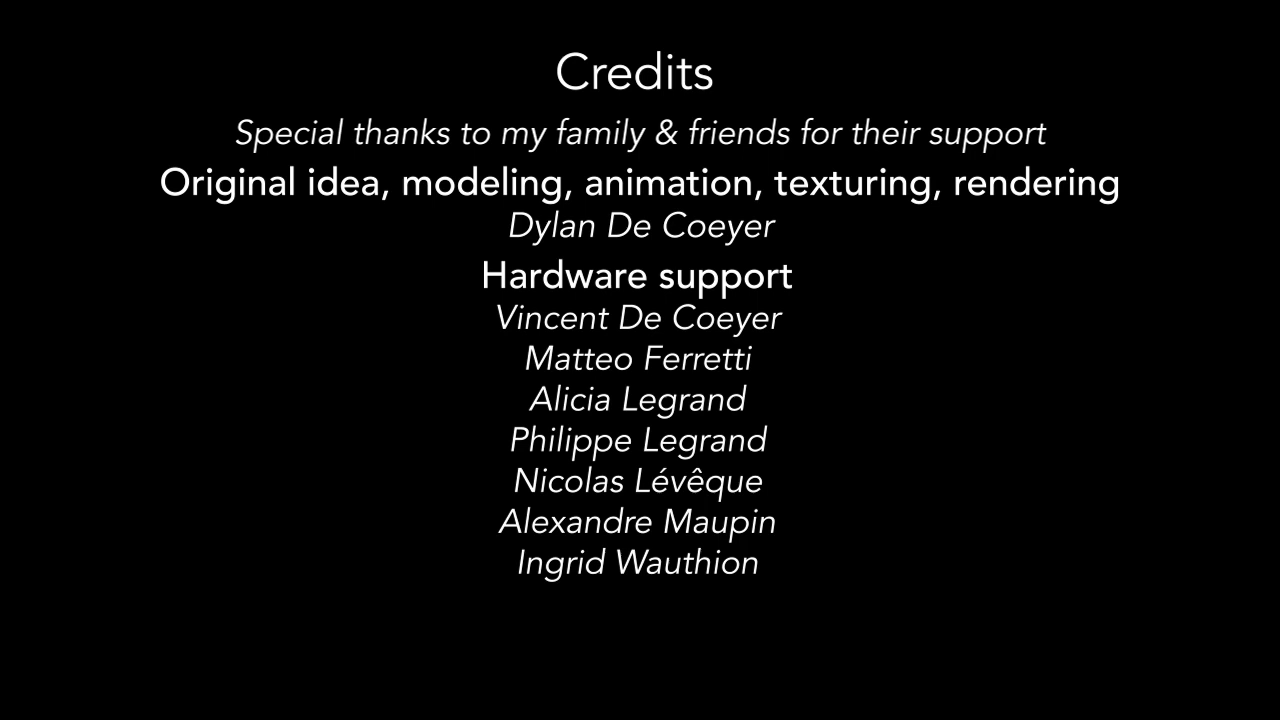 Credits
Special thanks to my family & friends for their support
Original idea, modeling, animation, texturing, rendering
Dylan De Coeyer
Hardware support
Vincent De Coeyer
Matteo Ferretti
Alicia Legrand
Philippe Legrand
Nicolas Lévêque
Alexandre Maupin
Ingrid Wauthion